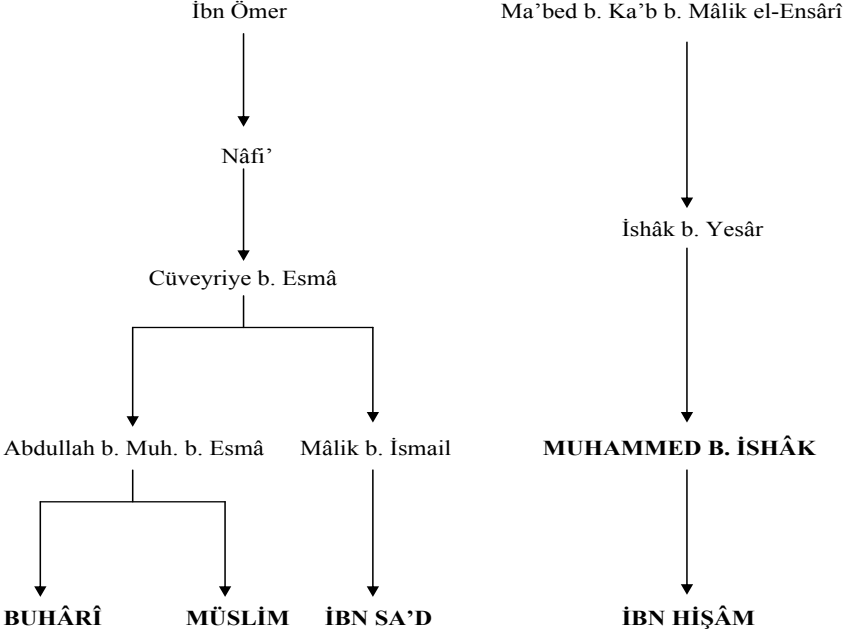 İbn Ömer
Ma’bed b. Ka’b b. Mâlik el-Ensârî
Nâfi’
İshâk b. Yesâr
Cüveyriye b. Esmâ
Abdullah b. Muh. b. Esmâ
Mâlik b. İsmail
MUHAMMED B. İSHÂK
BUHÂRÎ
MÜSLİM
İBN SA’D
İBN HİŞÂM